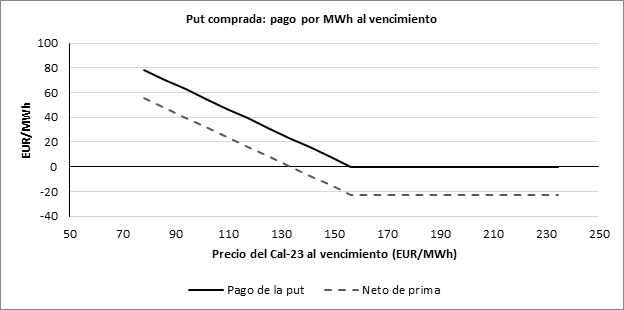 Put comprada: pago por MWh al vencimiento
100
80
60
40
20
0
-20
-40
EUR/MWh
50 70 90 110 130 150 170 190 210 230 250
Precio del Cal-23 al vencimiento (EUR/MWh)
Pago de la put Neto de prima